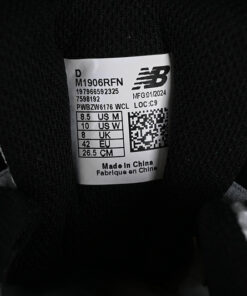 D
M1906RFN NB
197966592325 MFG 01/2024
7598192
PWBZW6176 WCL LOC:C9
8.5 US M
10 US W
8 UK
42 EU
26.5 CM
Made in China
Fabriqué en Chine